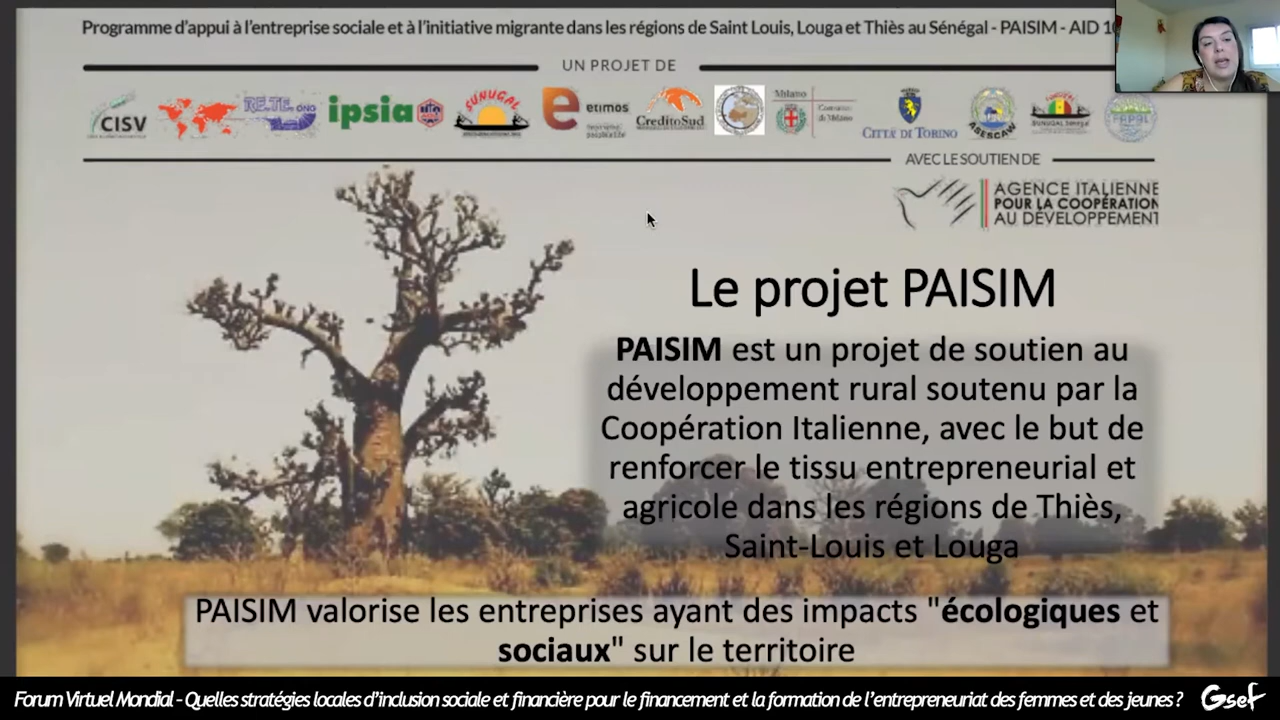 Programme d'appui à l'entreprise sociale et à l'initiative migrante dans les régions de Saint Louis, Louga et Thiès au Sénégal - PAISIM - AID
UN PROJET DE
CISV
RE.TE. ONG
ipsia
SUNUGAL
etimos
CreditoSud
Milano
Comune di Milano
CITTÀ DI TORINO
ASESCAW
AVEC LE SOUTIEN DE
AGENCE ITALIENNE
POUR LA COOPÉRATION
AU DÉVELOPPEMENT
Le projet PAISIM
PAISIM est un projet de soutien au
développement rural soutenu par la
Coopération Italienne, avec le but de
renforcer le tissu entrepreneurial et
agricole dans les régions de Thiès,
Saint-Louis et Louga
PAISIM valorise les entreprises ayant des impacts "écologiques et
sociaux" sur le territoire
Forum Virtuel Mondial - Quelles stratégies locales d'inclusion sociale et financière pour le financement et la formation de l'entrepreneuriat des femmes et des jeunes ?
Gsef